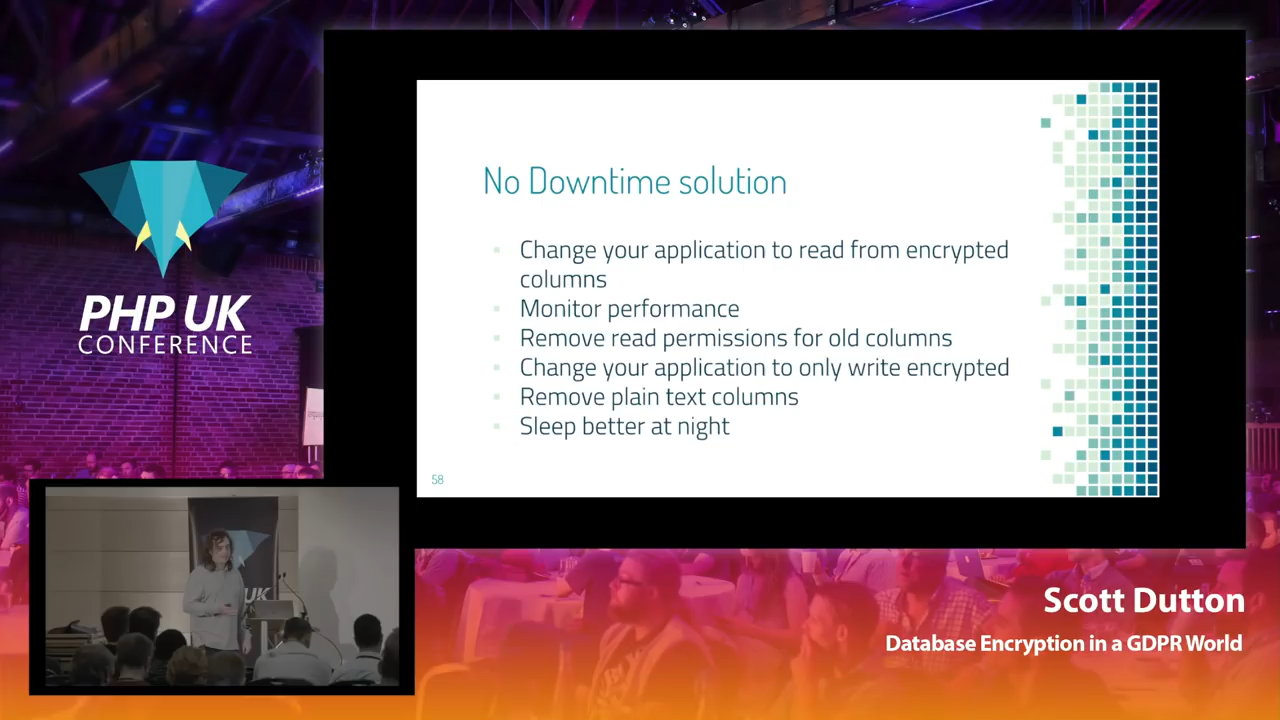 PHP UK
CONFERENCE
No Downtime solution
Change your application to read from encrypted
columns
Monitor performance
Remove read permissions for old columns
Change your application to only write encrypted
Remove plain text columns
Sleep better at night
58
UK
Scott Dutton
Database Encryption in a GDPR World